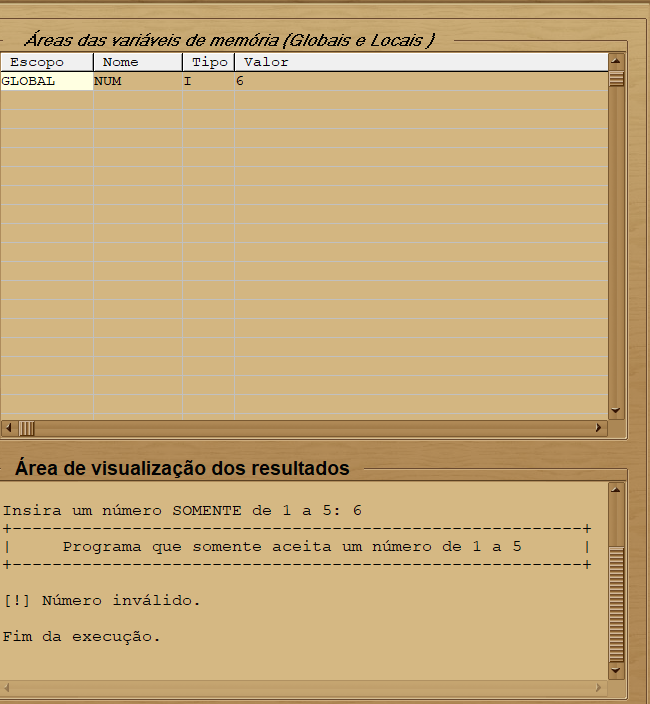 Áreas das variáveis de memória (Globais e Locais )
Escopo Nome Tipo Valor
GLOBAL NUM I 6
Área de visualização dos resultados
Insira um número SOMENTE de 1 a 5: 6
+---------------------------------------------------------+
|     Programa que somente aceita um número de 1 a 5      |
+---------------------------------------------------------+
[!] Número inválido.
Fim da execução.